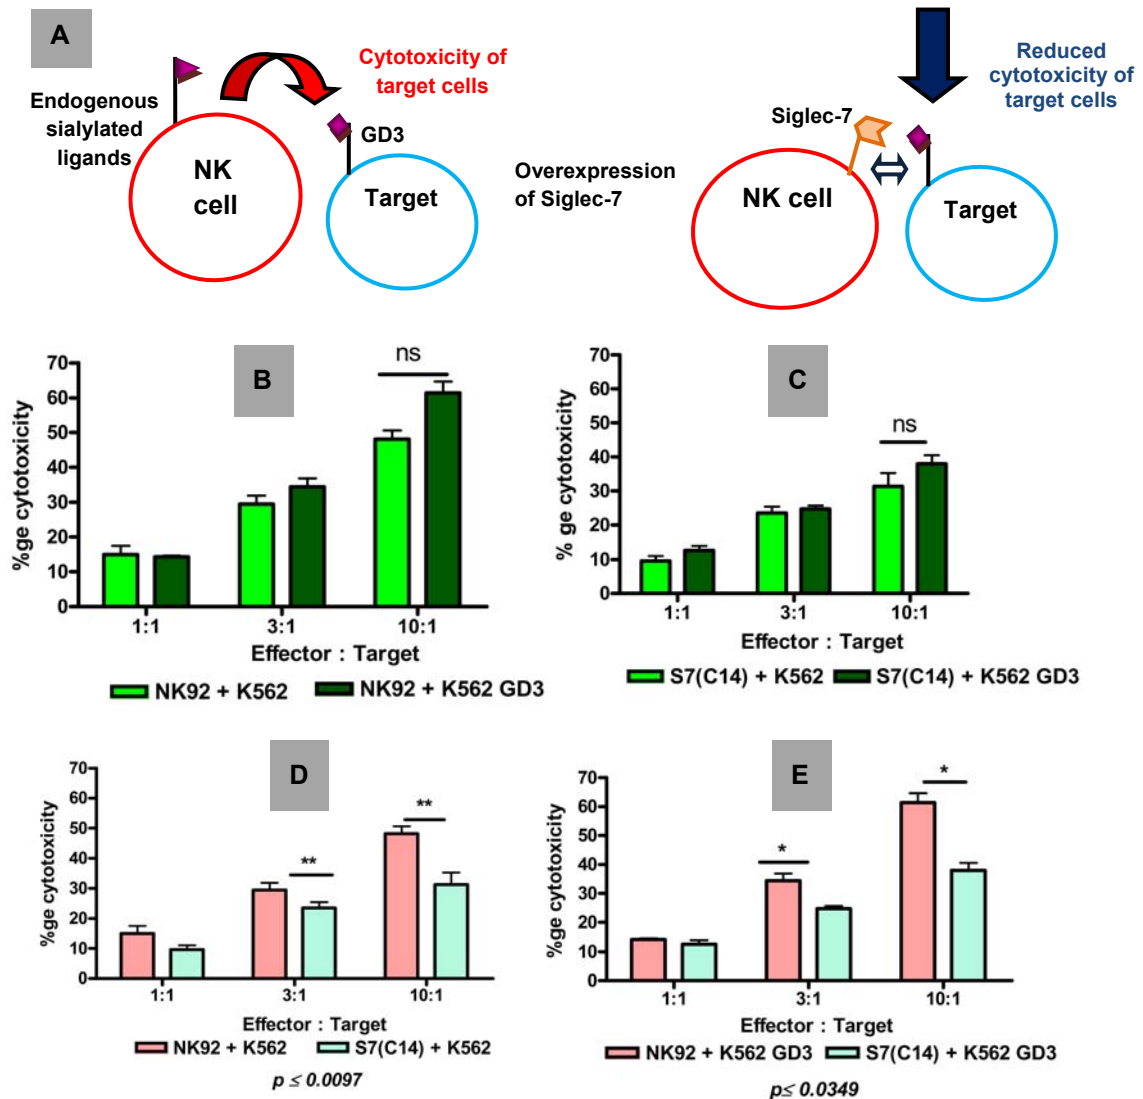 A
Endogenous
sialylated
ligands
NK
cell
Cytotoxicity of
target cells
GD3
Target
Overexpression
of Siglec-7
Siglec-7
NK cell
Reduced
cytotoxicity of
target cells
Target
B
%ge cytotoxicity
70
60
50
40
30
20
10
0
ns
1:1 3:1 10:1
Effector : Target
NK92 + K562 NK92 + K562 GD3
C
% ge cytotoxicity
70
60
50
40
30
20
10
0
ns
1:1 3:1 10:1
Effector : Target
S7(C14) + K562 S7(C14) + K562 GD3
D
%ge cytotoxicity
70
60
50
40
30
20
10
0
**
**
1:1 3:1 10:1
Effector : Target
NK92 + K562 S7(C14) + K562
p ≤ 0.0097
E
%ge cytotoxicity
70
60
50
40
30
20
10
0
*
*
1:1 3:1 10:1
Effector : Target
NK92 + K562 GD3 S7(C14) + K562 GD3
p≤ 0.0349